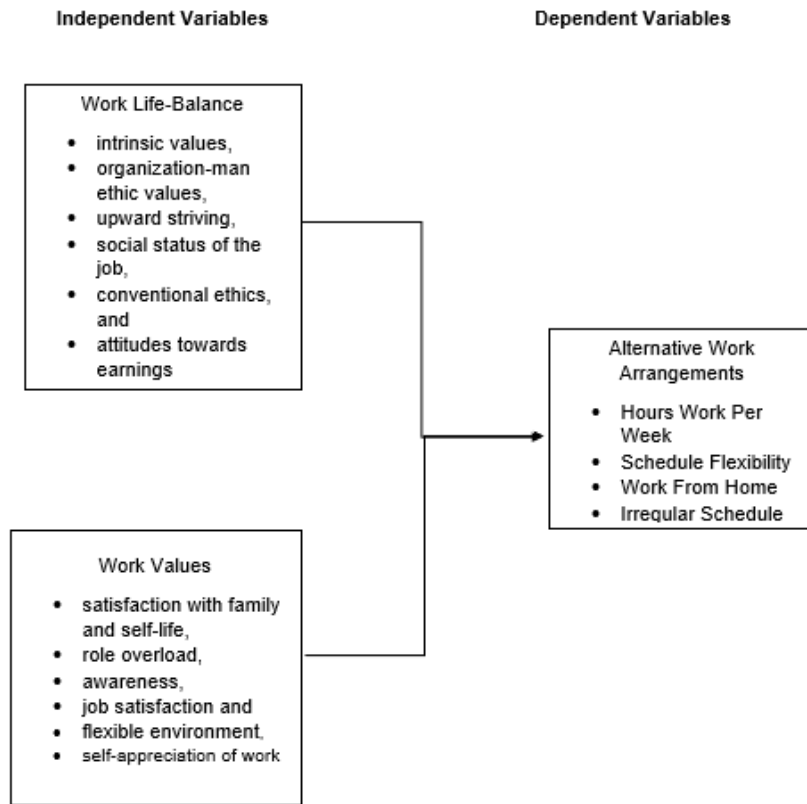 Independent Variables
Dependent Variables
Work Life-Balance
• intrinsic values,
• organization-man
ethic values,
• upward striving,
• social status of the
job,
• conventional ethics,
and
• attitudes towards
earnings
Alternative Work
Arrangements
• Hours Work Per
Week
• Schedule Flexibility
• Work From Home
• Irregular Schedule
Work Values
• satisfaction with family
and self-life,
• role overload,
• awareness,
• job satisfaction and
• flexible environment,
• self-appreciation of work